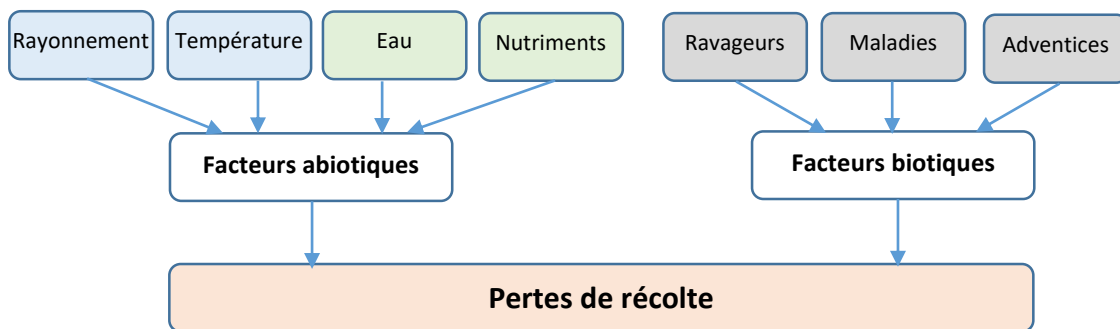 Rayonnement
Température
Eau
Nutriments
Ravageurs
Maladies
Adventices
Facteurs abiotiques
Facteurs biotiques
Pertes de récolte